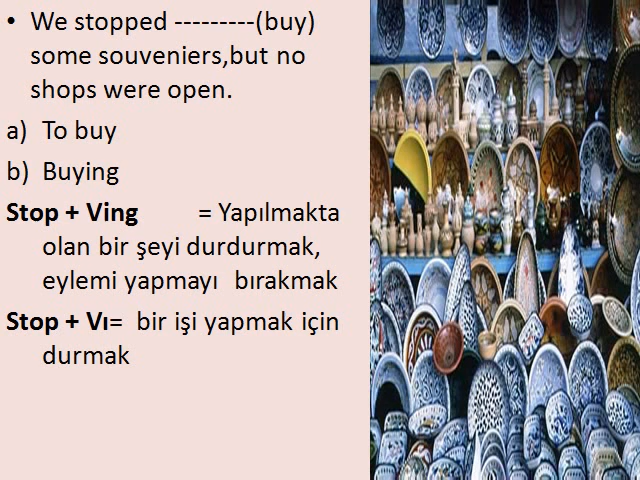 • We stopped ---------(buy)
some souveniers,but no
shops were open.
a) To buy
b) Buying
Stop + Ving = Yapılmakta
olan bir şeyi durdurmak,
eylemi yapmayı bırakmak
Stop + Vı= bir işi yapmak için
durmak